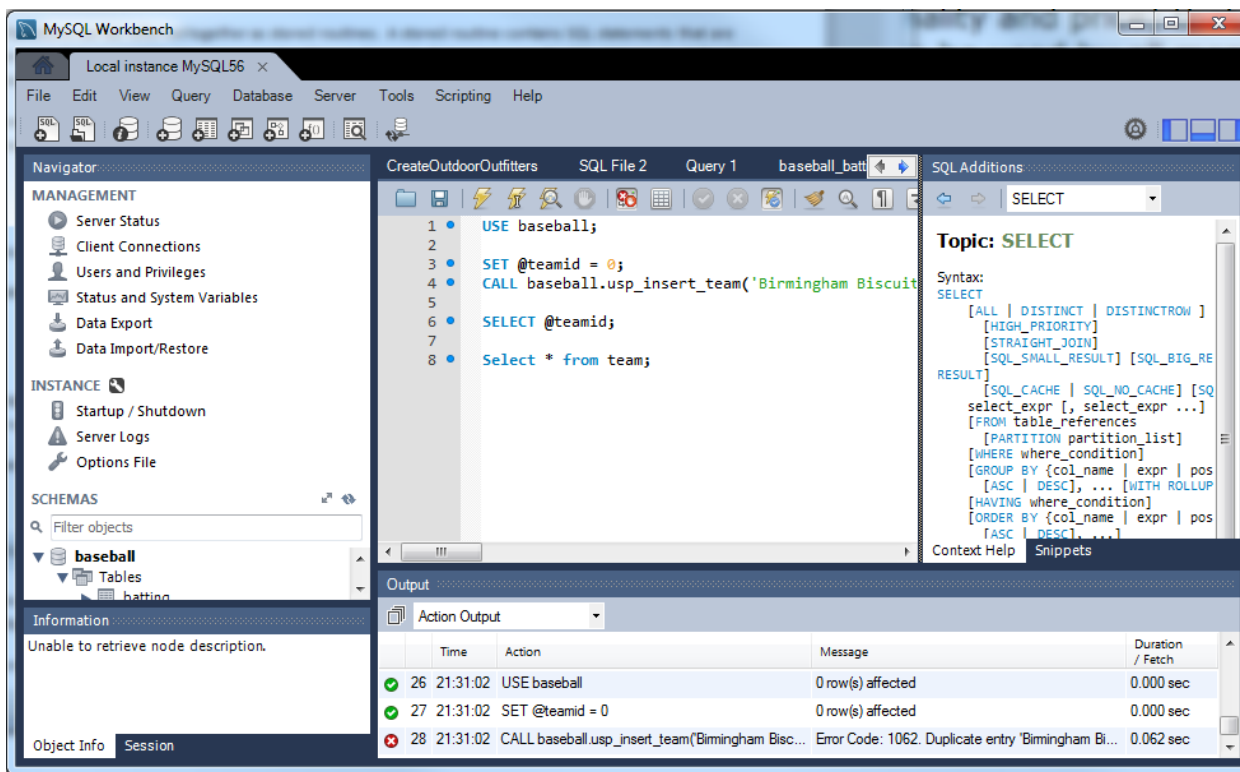 MySQL Workbench
Local instance MySQL56
File Edit View Query Database Server Tools Scripting Help
Navigator
MANAGEMENT
Server Status
Client Connections
Users and Privileges
Status and System Variables
Data Export
Data Import/Restore
INSTANCE
Startup / Shutdown
Server Logs
Options File
SCHEMAS
Filter objects
baseball
Tables
batting
Information
Unable to retrieve node description.
Object Info Session
CreateOutdoorOutfitters SQL File 2 Query 1 baseball_batt
1 USE baseball;
2
3 SET @teamid = 0;
4 CALL baseball.usp_insert_team('Birmingham Biscuit
5
6 SELECT @teamid;
7
8 Select * from team;
SQL Additions
SELECT
Topic: SELECT
Syntax:
SELECT
[ALL | DISTINCT | DISTINCTROW ]
[HIGH_PRIORITY]
[STRAIGHT_JOIN]
[SQL_SMALL_RESULT] [SQL_BIG_RE
RESULT]
[SQL_CACHE | SQL_NO_CACHE] [SQ
select_expr [, select_expr ...]
[FROM table_references
[PARTITION partition_list]
[WHERE where_condition]
[GROUP BY {col_name | expr | pos
[ASC | DESC], ... [WITH ROLLUP
[HAVING where_condition]
[ORDER BY {col_name | expr | pos
[ASC | DESC], ...]
Context Help Snippets
Output
Action Output
Time Action Message Duration / Fetch
26 21:31:02 USE baseball 0 row(s) affected 0.000 sec
27 21:31:02 SET @teamid = 0 0 row(s) affected 0.000 sec
28 21:31:02 CALL baseball.usp_insert_team('Birmingham Bisc... Error Code: 1062. Duplicate entry 'Birmingham Bi... 0.062 sec